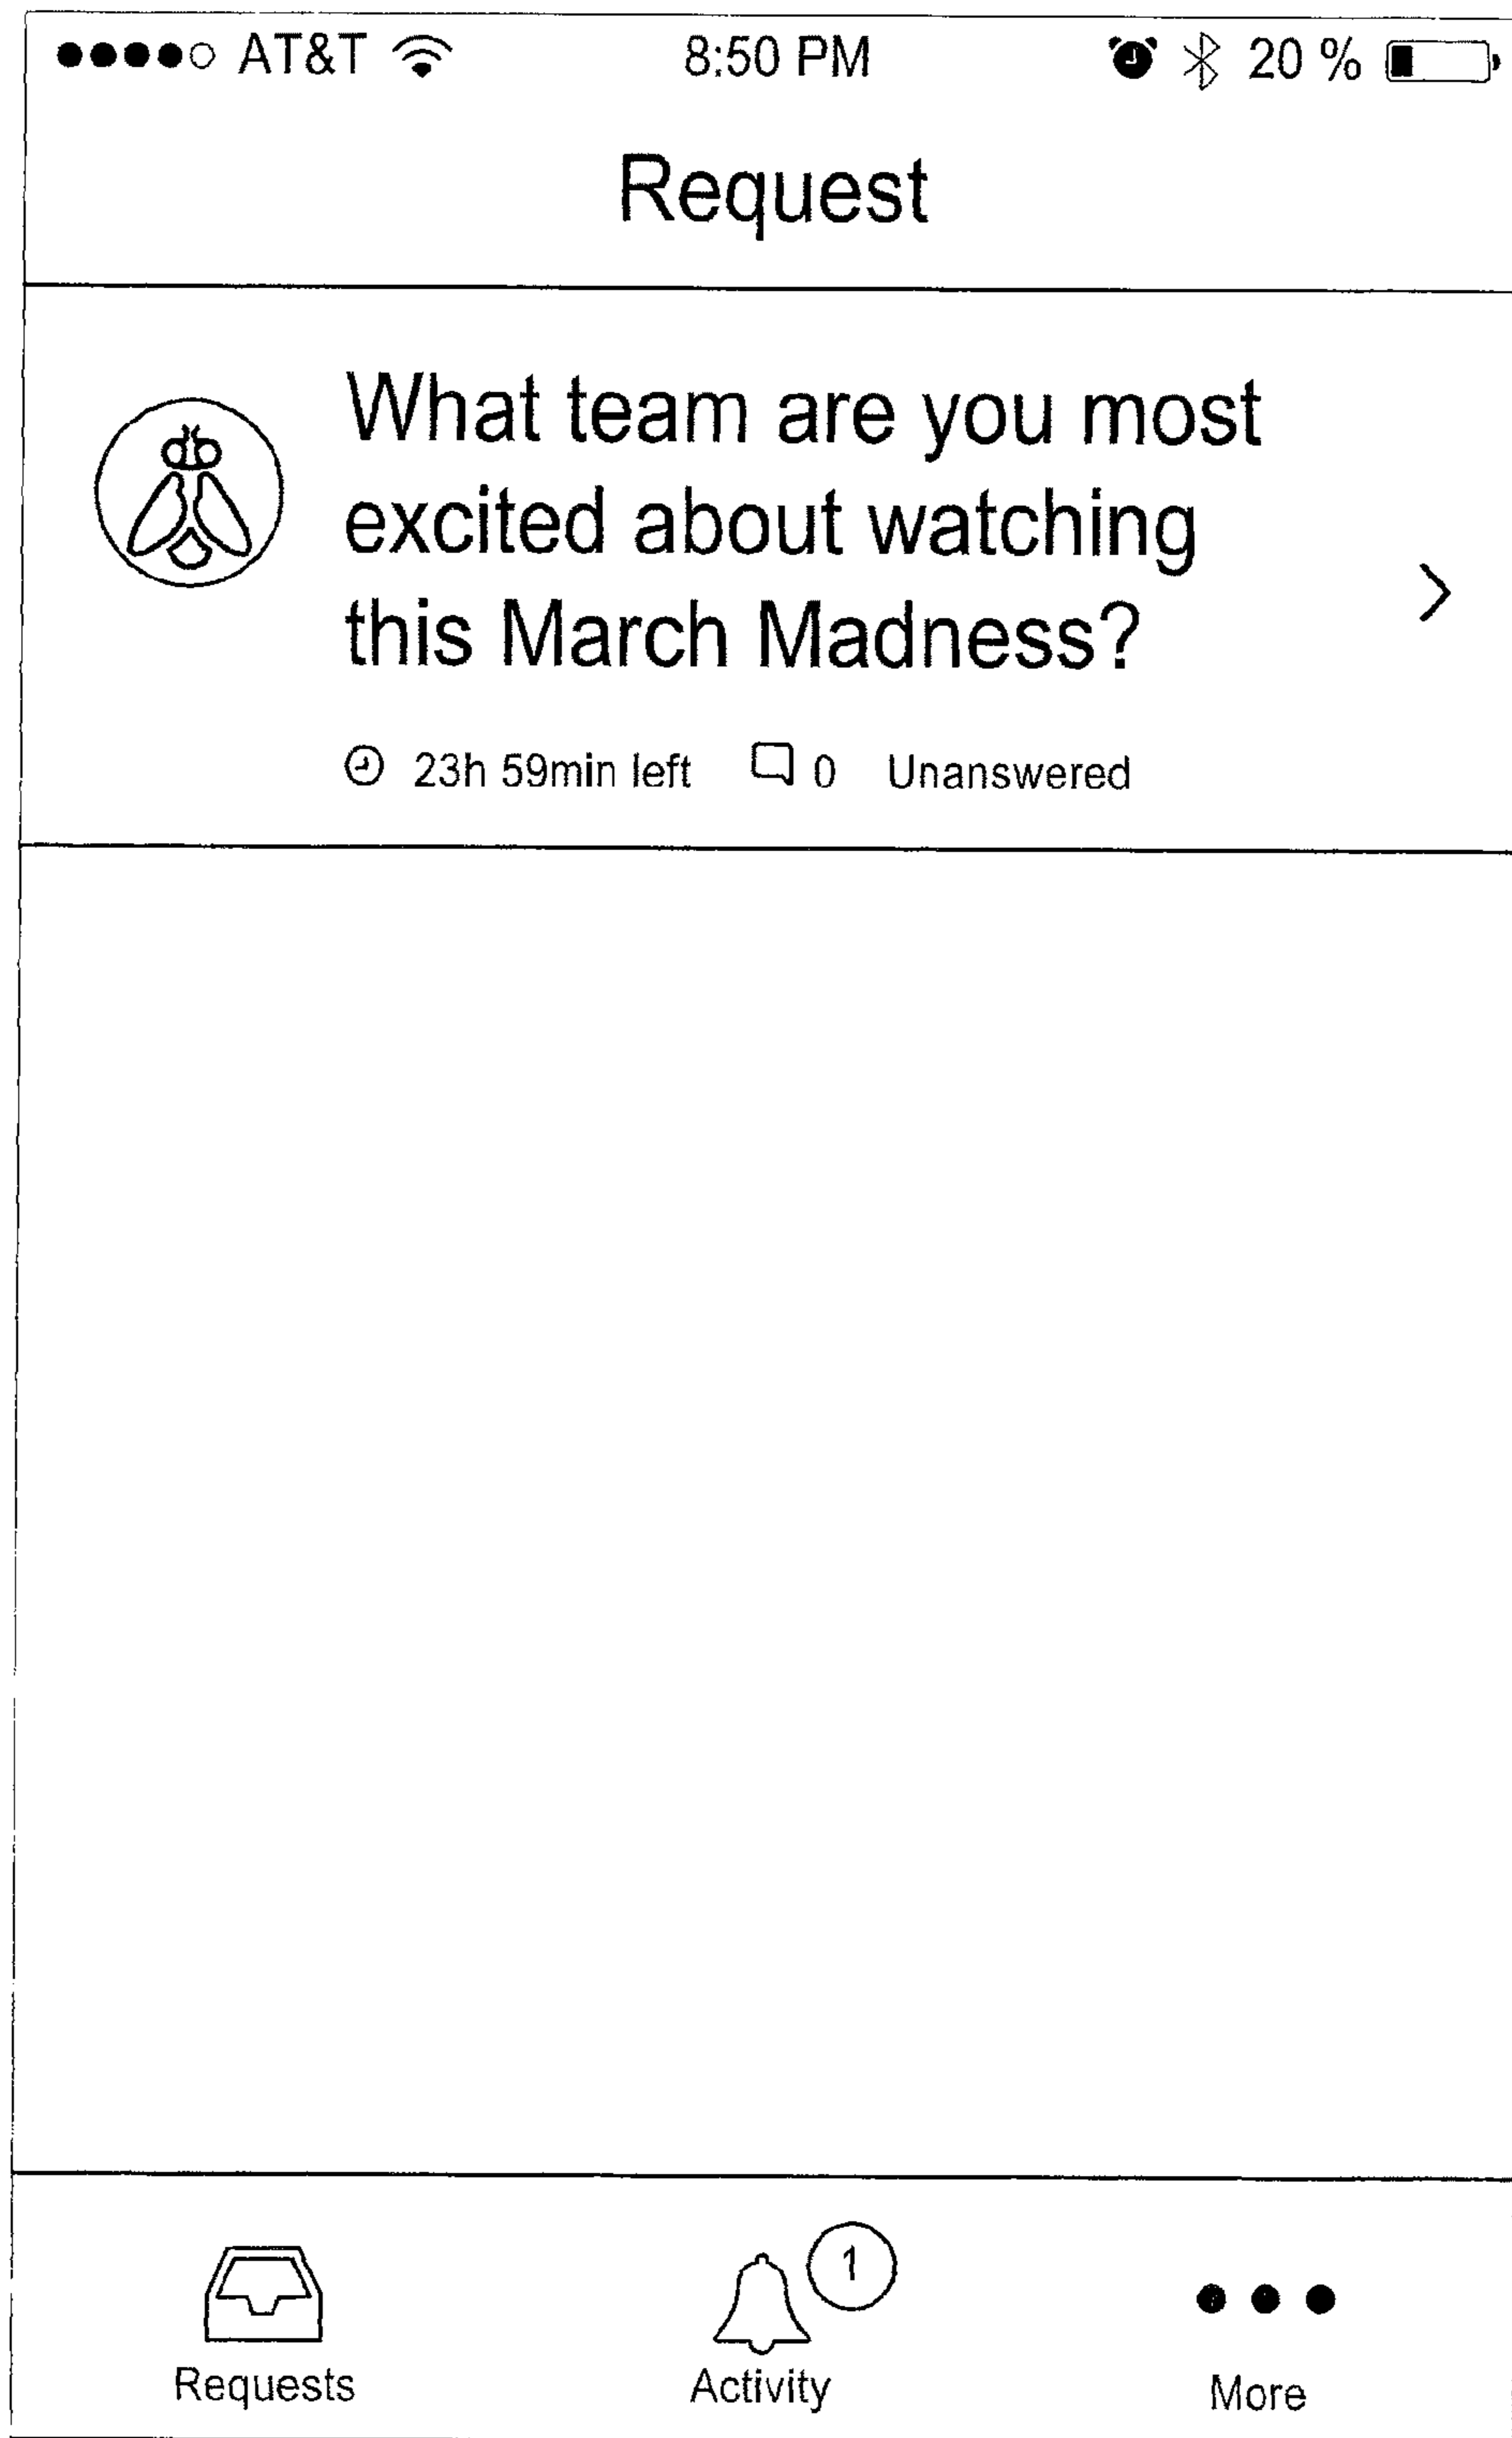 AT&T 8:50 PM 20 %
Request
What team are you most
excited about watching
this March Madness?
23h 59min left 0 Unanswered
1
Requests Activity More